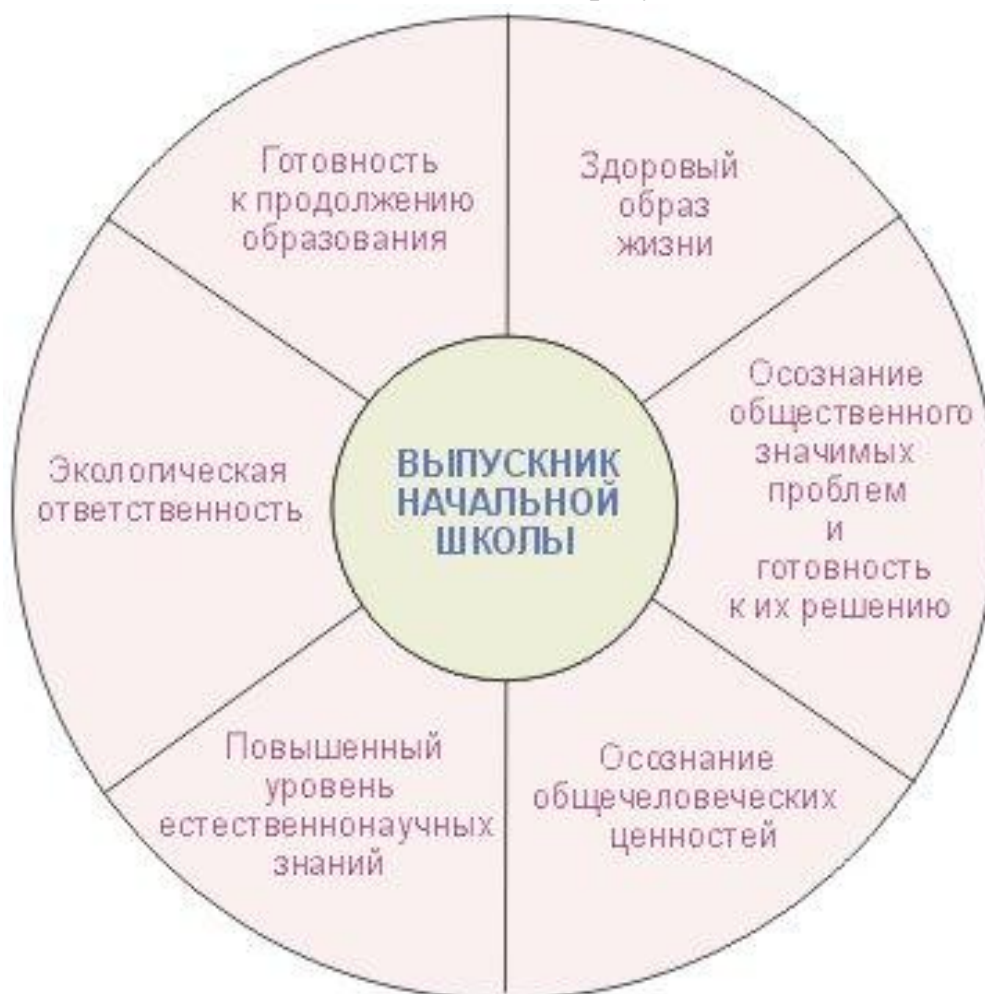 Готовность
к продолжению
образования
Здоровый
образ
жизни
Осознание
общественного
значимых
проблем
и
готовность
к их решению
Экологическая
ответственность
ВЫПУСКНИК
НАЧАЛЬНОЙ
ШКОЛЫ
Повышенный
уровень
естественнонаучных
знаний
Осознание
общечеловеческих
ценностей